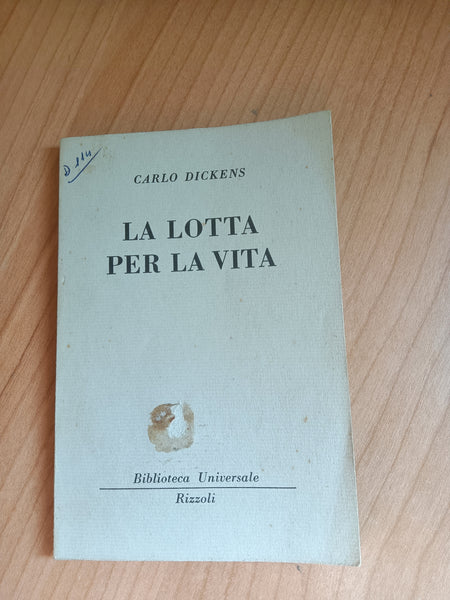 D 114
CARLO DICKENS
LA LOTTA
PER LA VITA
Biblioteca Universale
Rizzoli